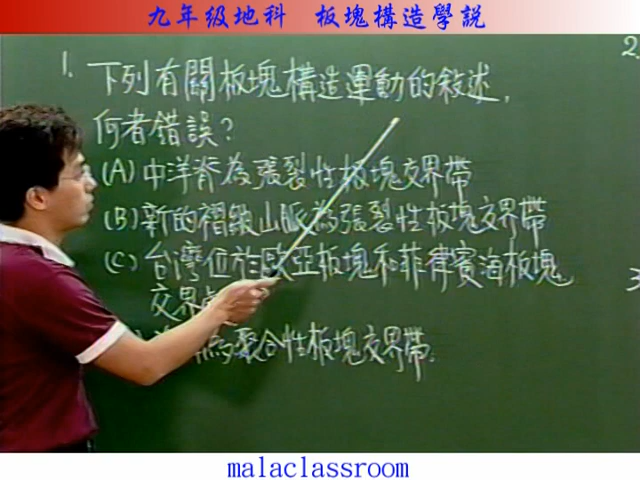 九年級地科 板塊構造學說
1. 下列有關板塊構造運動的敘述,
何者錯誤?
(A) 中洋脊為張裂性板塊交界帶
(B) 新的褶皺山脈為張裂性板塊交界帶
(C) 台灣位於歐亞板塊和菲律賓海板塊
交界處
為聚合性板塊交界帶.
2.
3
malaclassroom